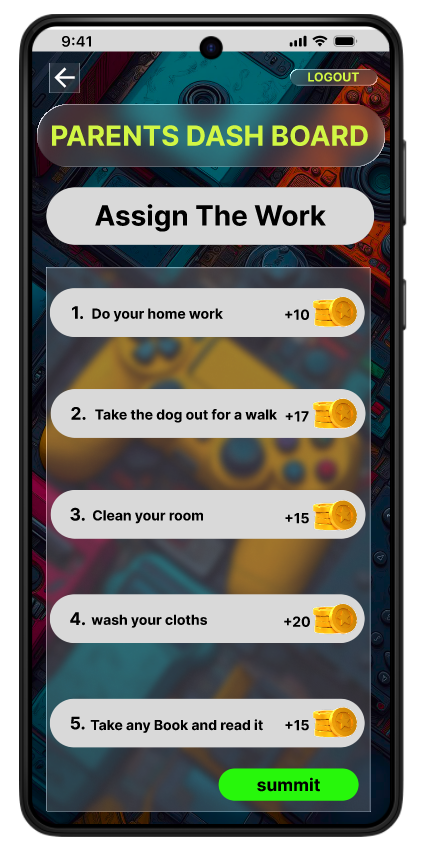 9:41
LOGOUT
PARENTS DASH BOARD
Assign The Work
1. Do your home work +10
2. Take the dog out for a walk +17
3. Clean your room +15
4. wash your cloths +20
5. Take any Book and read it +15
summit